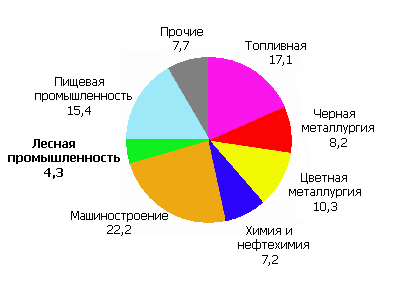 Прочие
7,7
Топливная
17,1
Черная
металлургия
8,2
Цветная
металлургия
10,3
Химия и
нефтехимия
7,2
Машиностроение
22,2
Лесная
промышленность
4,3
Пищевая
промышленность
15,4